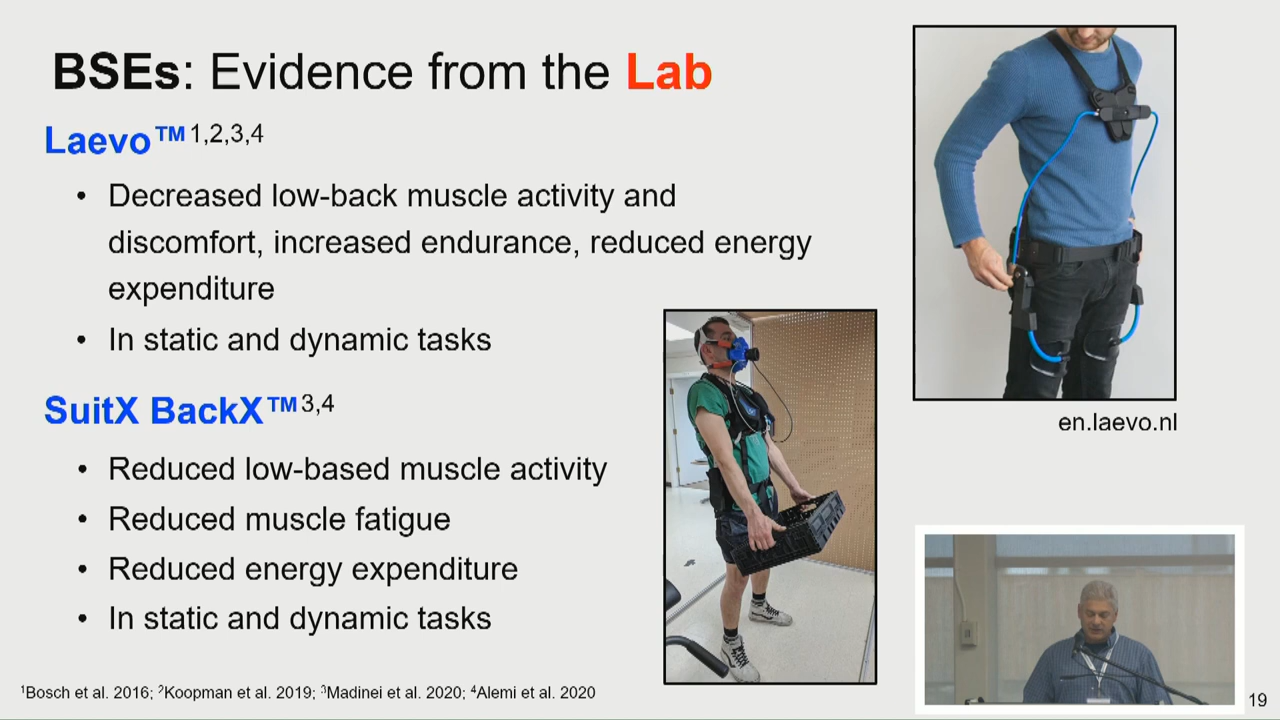 BSEs: Evidence from the Lab
Laevo™1,2,3,4
• Decreased low-back muscle activity and
discomfort, increased endurance, reduced energy
expenditure
• In static and dynamic tasks
SuitX BackX™3,4
• Reduced low-based muscle activity
• Reduced muscle fatigue
• Reduced energy expenditure
• In static and dynamic tasks
en.laevo.nl
1Bosch et al. 2016; 2Koopman et al. 2019; 3Madinei et al. 2020; 4Alemi et al. 2020
19